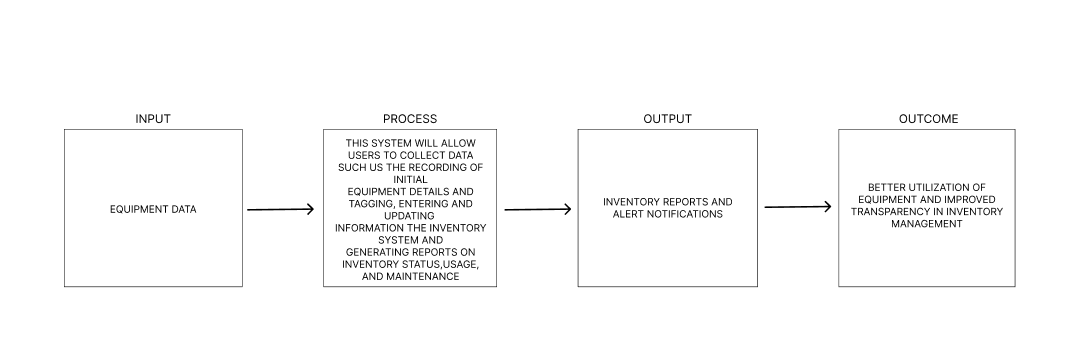 INPUT
EQUIPMENT DATA
PROCESS
THIS SYSTEM WILL ALLOW
USERS TO COLLECT DATA
SUCH US THE RECORDING OF
INITIAL
EQUIPMENT DETAILS AND
TAGGING, ENTERING AND
UPDATING
INFORMATION THE INVENTORY
SYSTEM AND
GENERATING REPORTS ON
INVENTORY STATUS,USAGE,
AND MAINTENANCE
OUTPUT
INVENTORY REPORTS AND
ALERT NOTIFICATIONS
OUTCOME
BETTER UTILIZATION OF
EQUIPMENT AND IMPROVED
TRANSPARENCY IN INVENTORY
MANAGEMENT